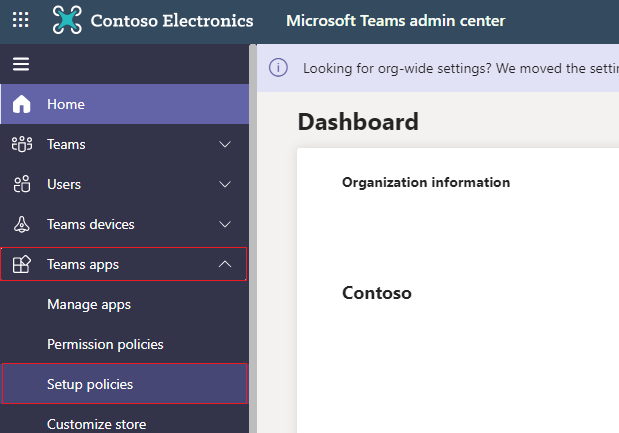 Contoso Electronics Microsoft Teams admin center
Looking for org-wide settings? We moved the
Home
Dashboard
Teams
Users
Organization information
Teams devices
Teams apps
Contoso
Manage apps
Permission policies
Setup policies
Customize store